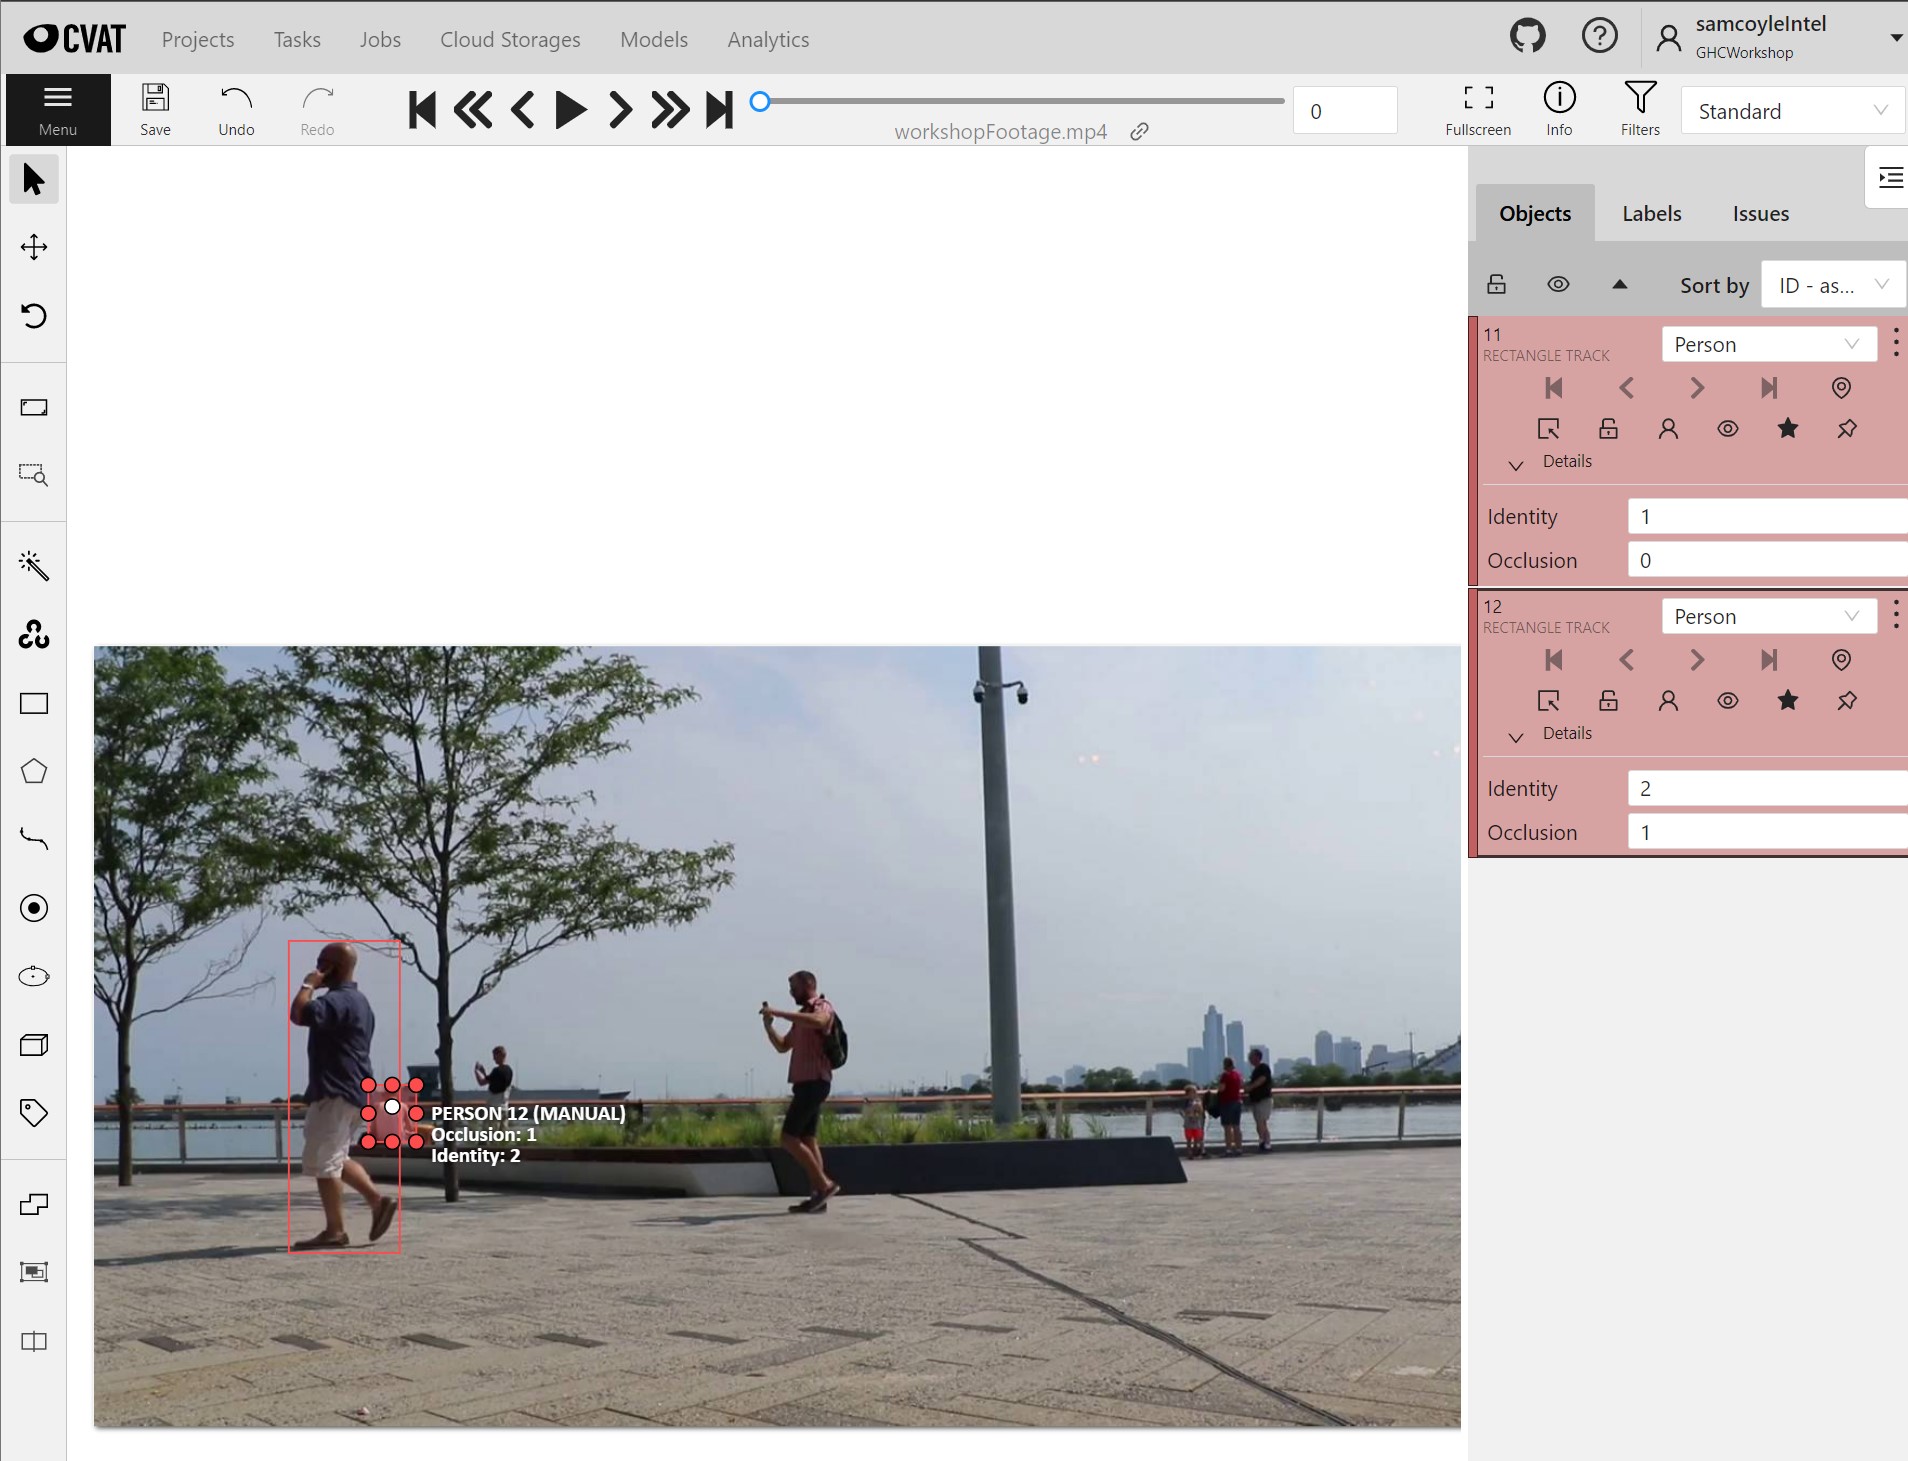 CVAT
Projects
Tasks
Jobs
Cloud Storages
Models
Analytics
samcoyleIntel
GHCWorkshop
Menu
Save
Undo
Redo
workshopFootage.mp4
0
Fullscreen
Info
Filters
Standard
Objects
Labels
Issues
Sort by
ID - as...
11
RECTANGLE TRACK
Person
Details
Identity
1
Occlusion
0
12
RECTANGLE TRACK
Person
Details
Identity
2
Occlusion
1
PERSON 12 (MANUAL)
Occlusion: 1
Identity: 2